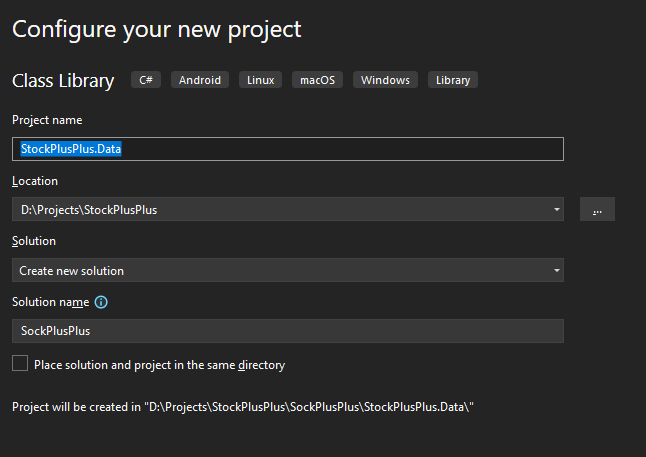 Configure your new project
Class Library C# Android Linux macOS Windows Library
Project name
StockPlusPlus.Data
Location
D:\Projects\StockPlusPlus
...
Solution
Create new solution
Solution name
SockPlusPlus
Place solution and project in the same directory
Project will be created in "D:\Projects\StockPlusPlus\SockPlusPlus\StockPlusPlus.Data\"